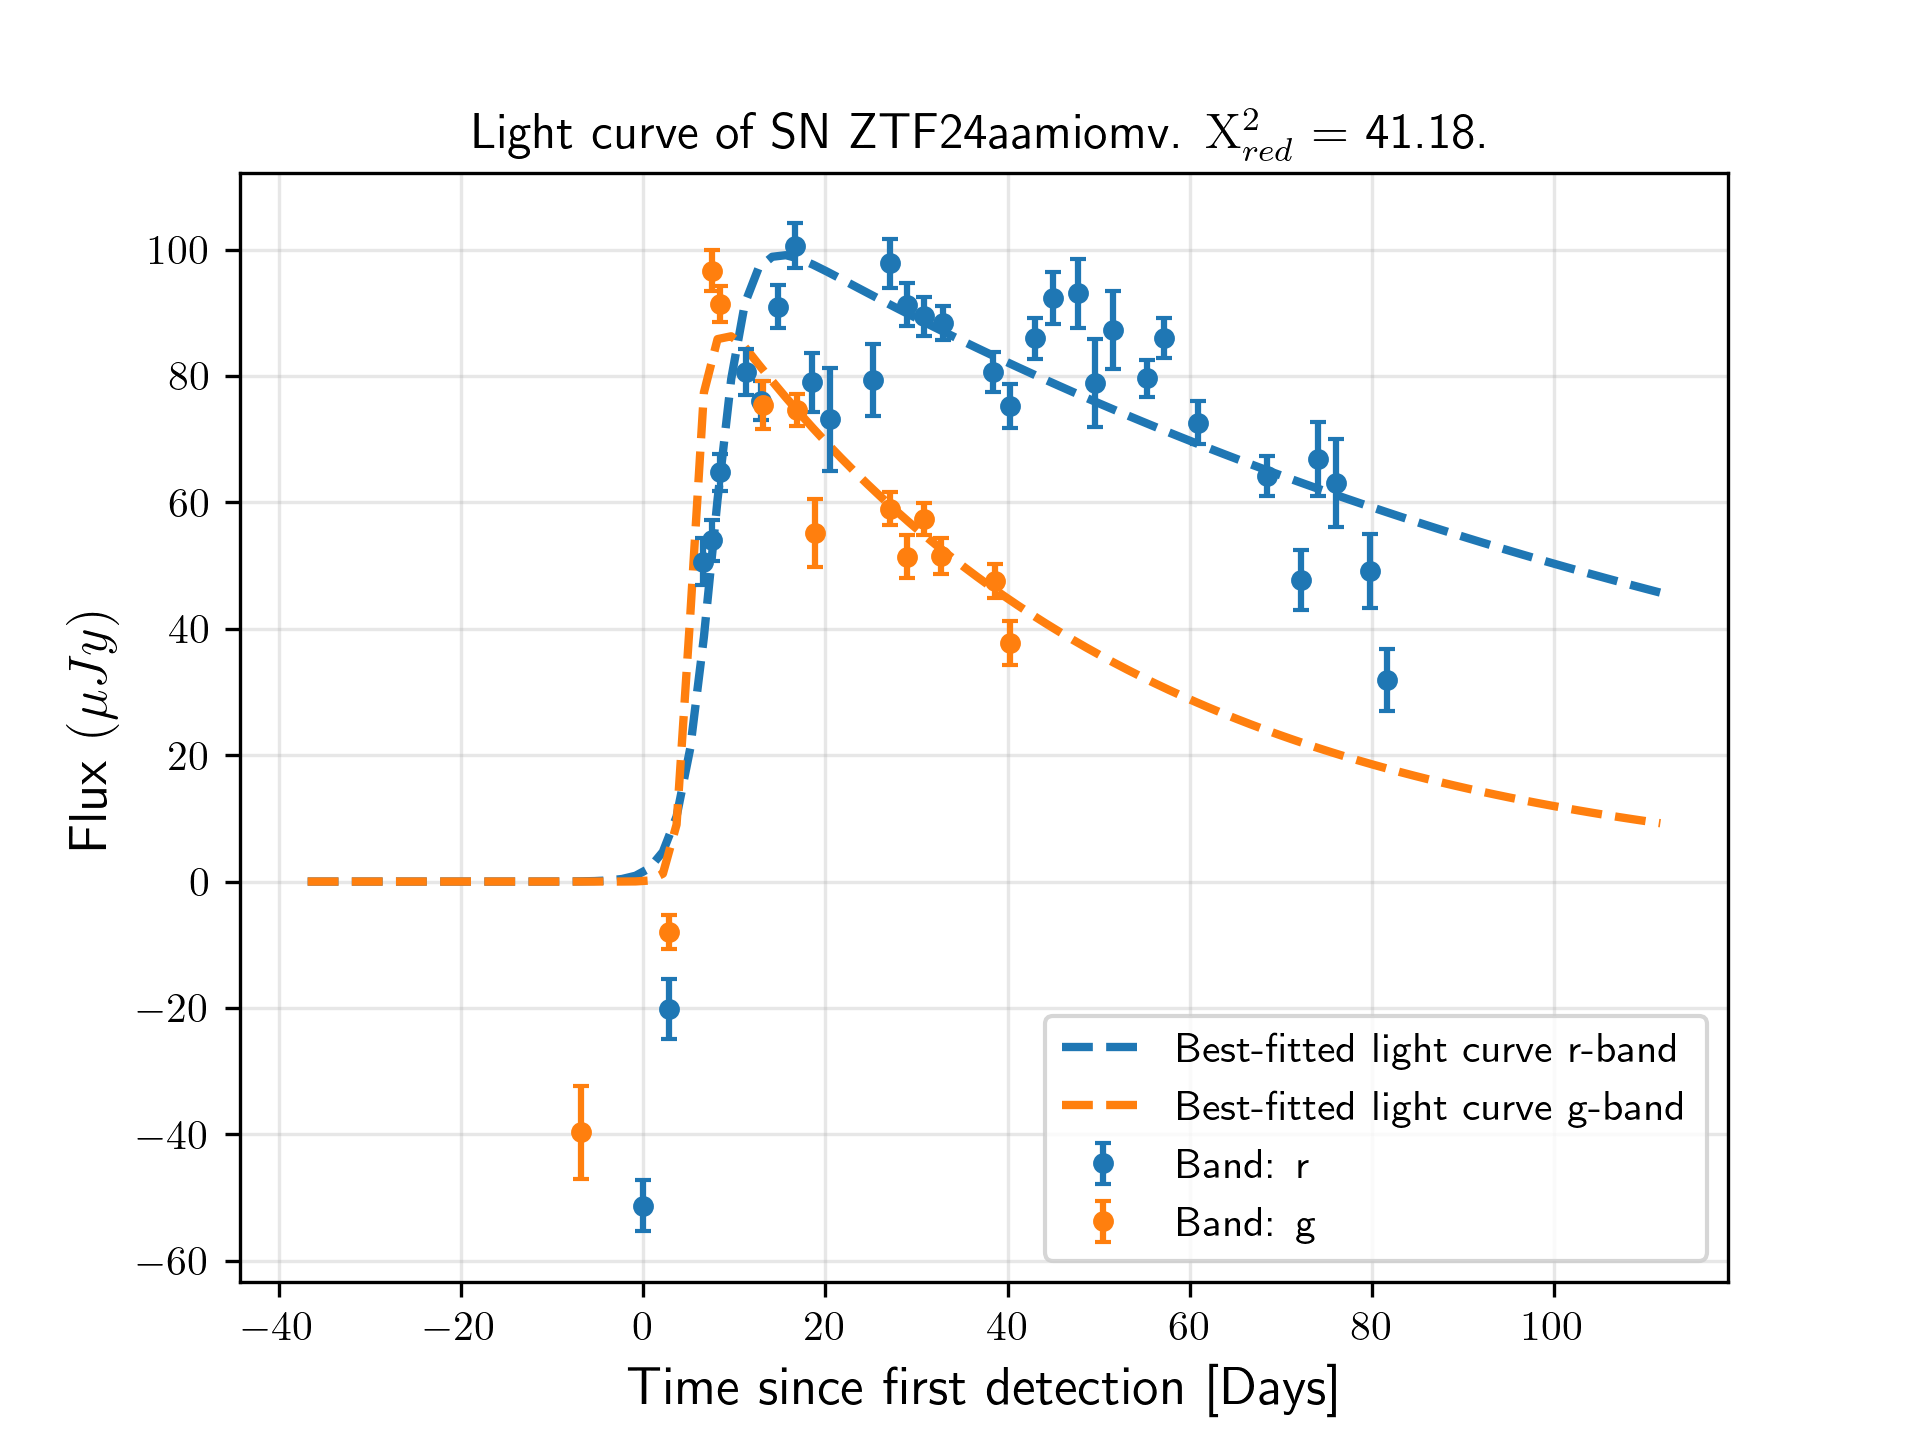 Light curve of SN ZTF24aamiomv. X²_red = 41.18.
100
80
60
40
20
0
−20
−40
−60
Flux (μJy)
−40 −20 0 20 40 60 80 100
Time since first detection [Days]
Best-fitted light curve r-band
Best-fitted light curve g-band
Band: r
Band: g